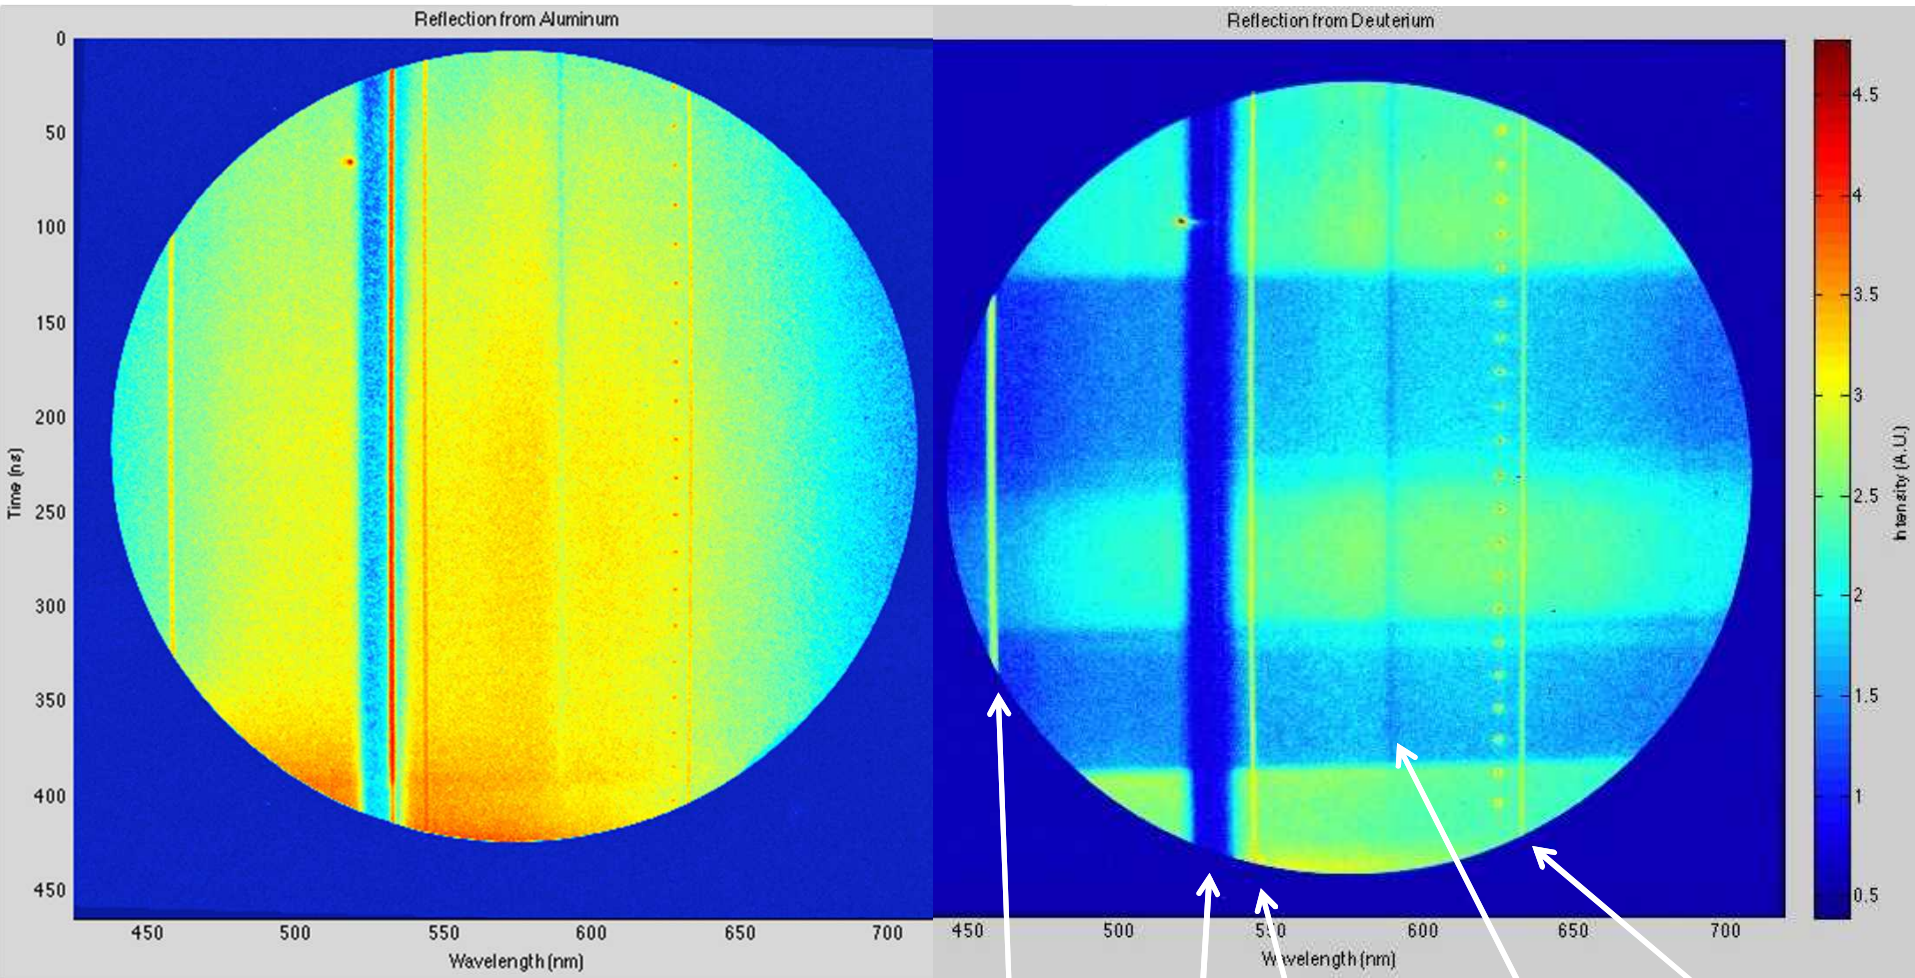 Reflection from Aluminum
0
50
100
150
200
250
300
350
400
450
Time (ns)
450 500 550 600 650 700
Wavelength (nm)
Reflection from Deuterium
450 500 550 600 650 700
Wavelength (nm)
4.5
4
3.5
3
2.5
2
1.5
1
0.5
Intensity (A.U.)